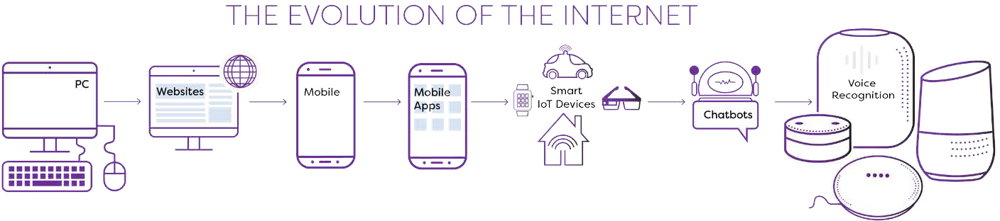 THE EVOLUTION OF THE INTERNET
PC
Websites
Mobile
Mobile
Apps
Smart
IoT Devices
Chatbots
Voice
Recognition